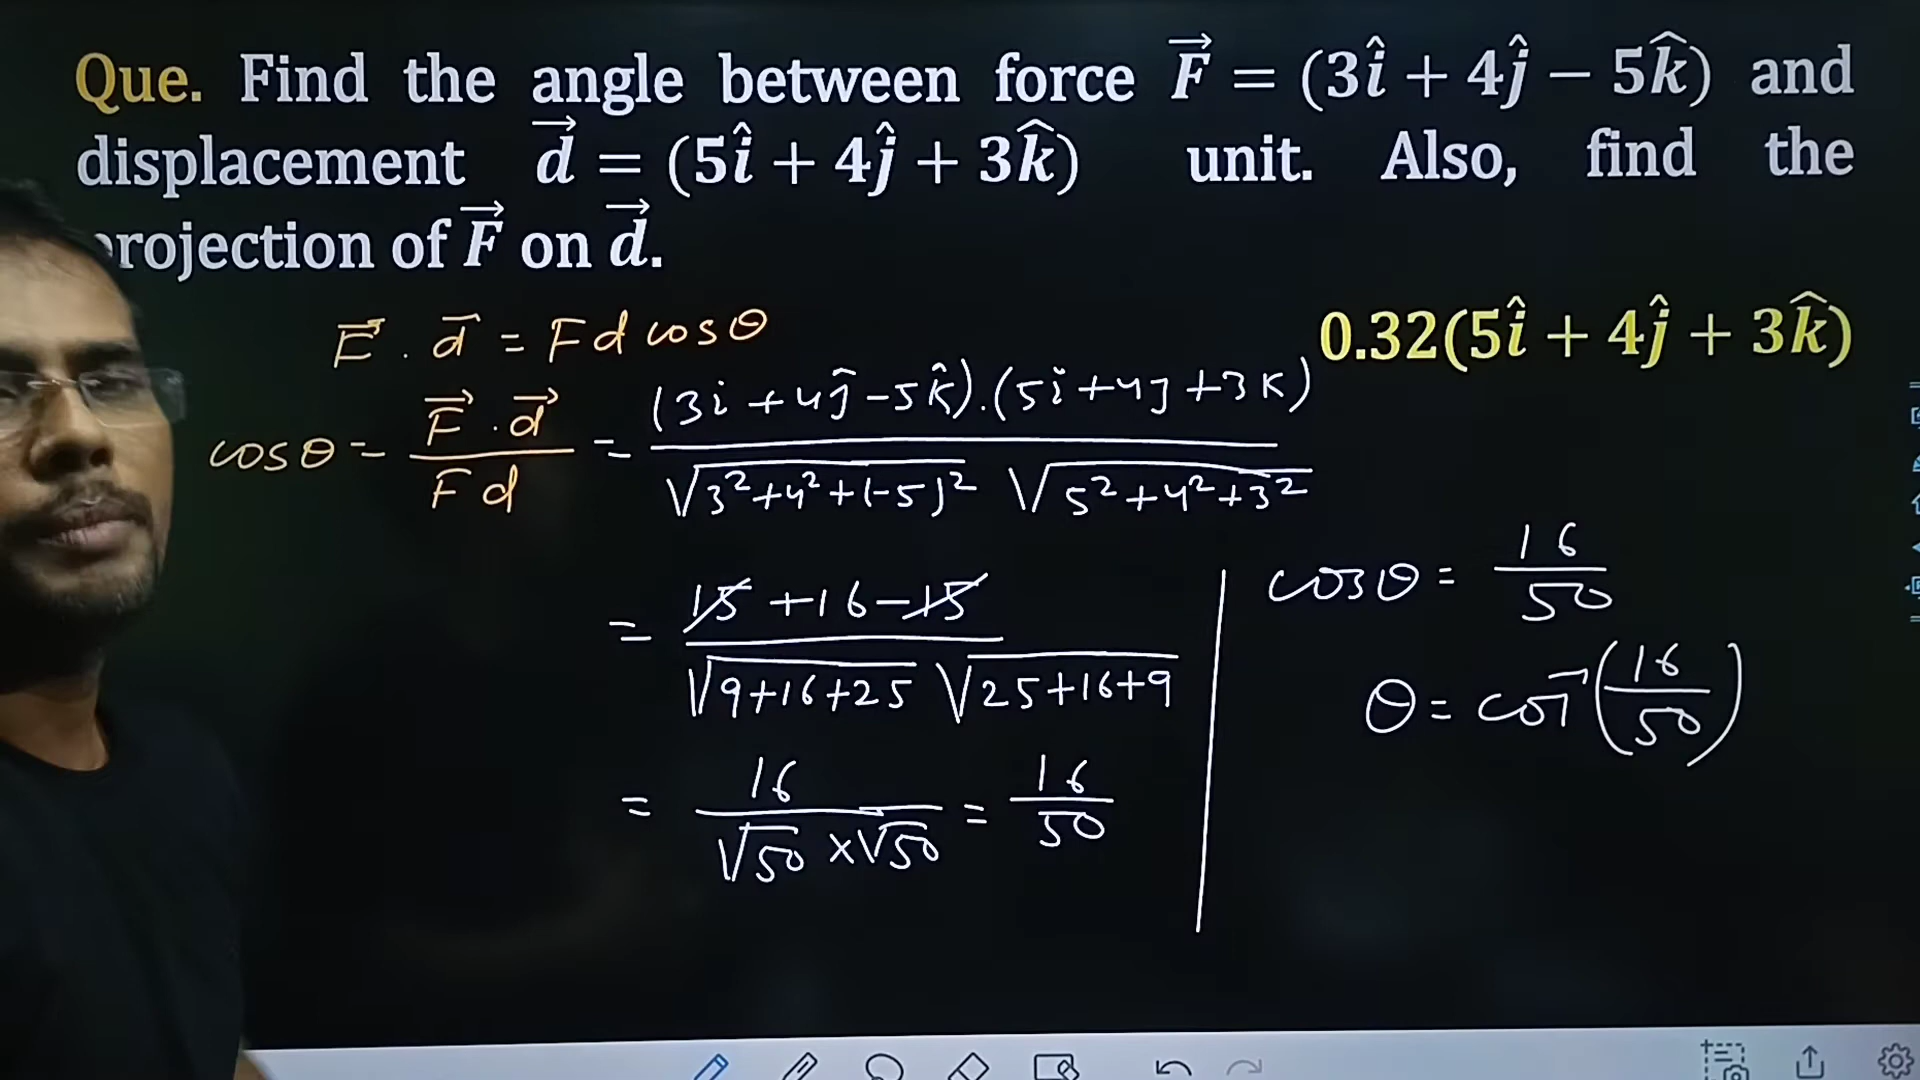 Que. Find the angle between force F⃗ = (3î + 4ĵ − 5k̂) and
displacement d⃗ = (5î + 4ĵ + 3k̂) unit. Also, find the
rojection of F⃗ on d⃗.
0.32(5î + 4ĵ + 3k̂)
F⃗ . d⃗ = Fd cosθ
cosθ = F⃗ . d⃗ / Fd = (3i + 4ĵ − 5k̂).(5i + 4j + 3k) / √3²+4²+(-5)² √5²+4²+3²
= 15 + 16 − 15 / √9+16+25 √25+16+9
= 16 / √50 × √50 = 16/50
cosθ = 16/50
θ = cos⁻¹(16/50)